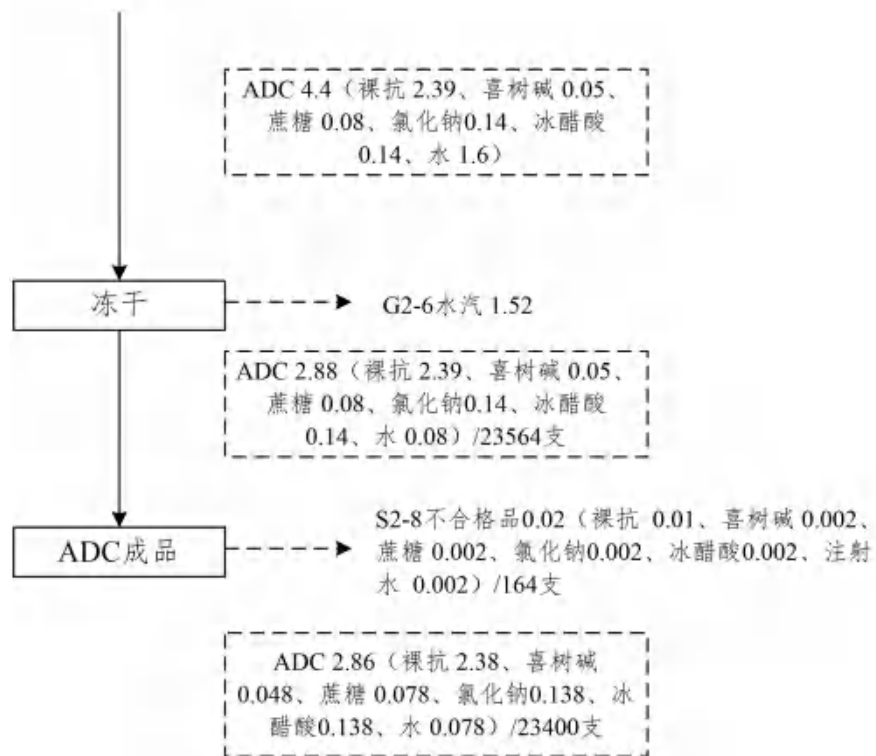 ADC 4.4（裸抗 2.39、喜树碱 0.05、
蔗糖 0.08、氯化钠0.14、冰醋酸
0.14、水 1.6）
冻干
G2-6水汽 1.52
ADC 2.88（裸抗 2.39、喜树碱 0.05、
蔗糖 0.08、氯化钠0.14、冰醋酸
0.14、水 0.08）/23564支
ADC成品
S2-8不合格品0.02（裸抗 0.01、喜树碱 0.002、
蔗糖 0.002、氯化钠0.002、冰醋酸0.002、注射
水 0.002）/164支
ADC 2.86（裸抗 2.38、喜树碱
0.048、蔗糖 0.078、氯化钠0.138、冰
醋酸0.138、水 0.078）/23400支